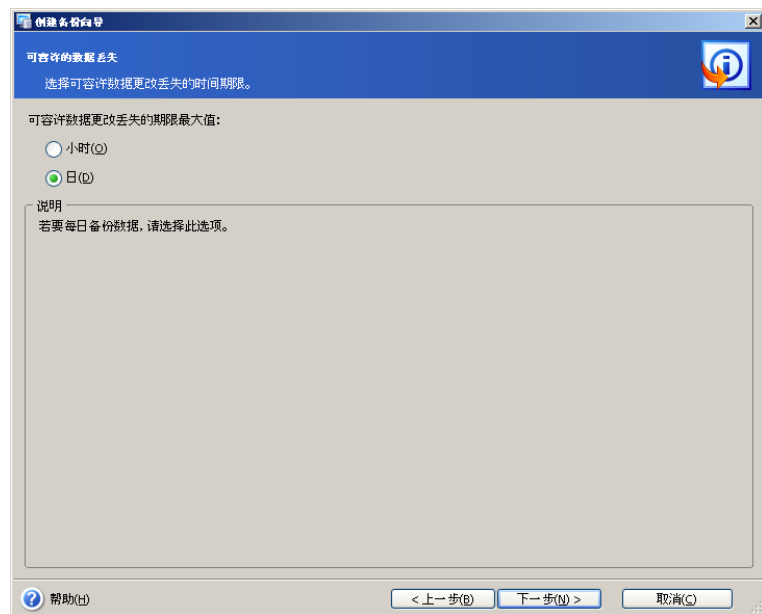 创建备份向导
可容许的数据丢失
选择可容许数据更改丢失的时间期限。
可容许数据更改丢失的期限最大值:
小时(O)
日(D)
说明
若要每日备份数据, 请选择此选项。
帮助(H)
< 上一步(B)
下一步(N) >
取消(C)